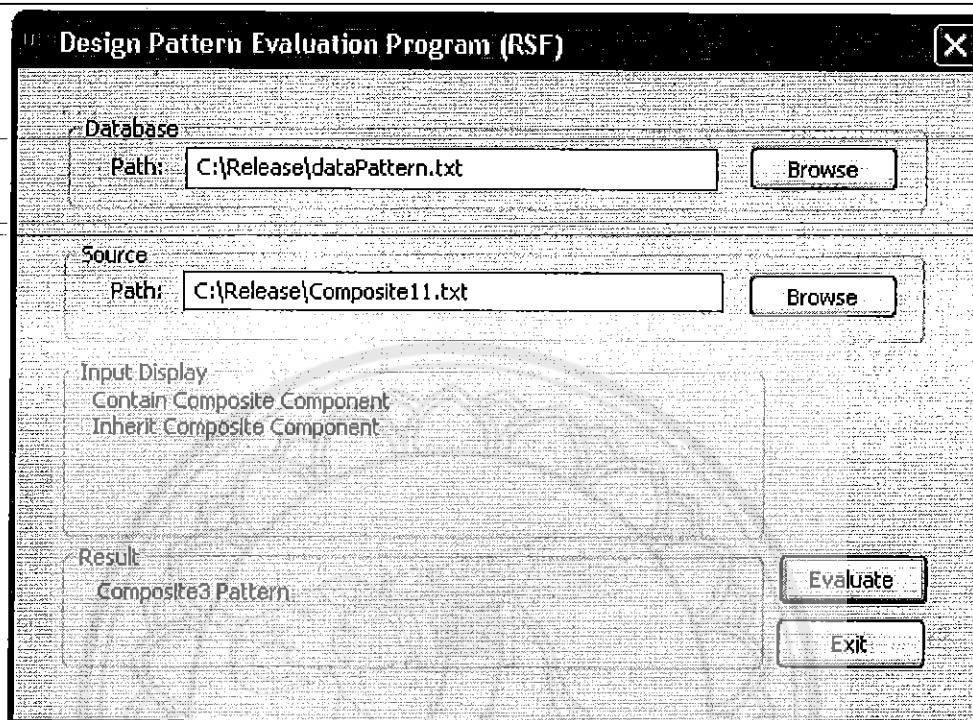 Design Pattern Evaluation Program (RSF)
Database
Path: C:\Release\dataPattern.txt Browse
Source
Path: C:\Release\Composite11.txt Browse
Input Display
Contain Composite Component
Inherit Composite Component
Result
Composite3 Pattern
Evaluate
Exit